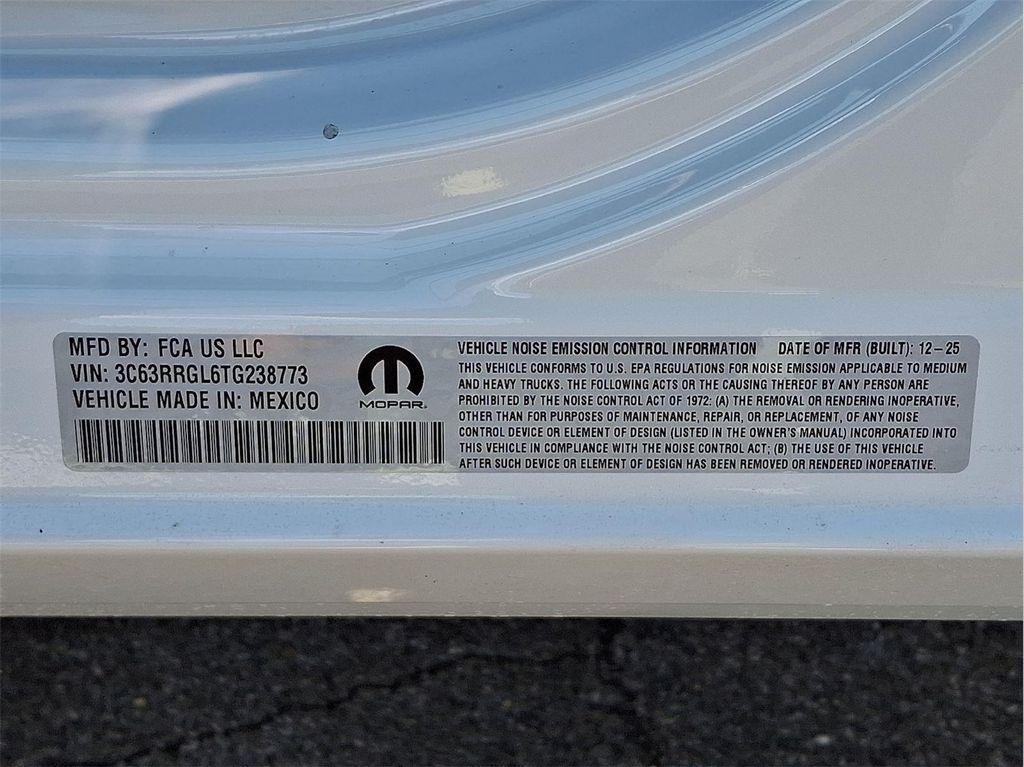 MFD BY: FCA US LLC
VIN: 3C63RRGL6TG238773
VEHICLE MADE IN: MEXICO
MOPAR
VEHICLE NOISE EMISSION CONTROL INFORMATION DATE OF MFR (BUILT): 12-25
THIS VEHICLE CONFORMS TO U.S. EPA REGULATIONS FOR NOISE EMISSION APPLICABLE TO MEDIUM
AND HEAVY TRUCKS. THE FOLLOWING ACTS OR THE CAUSING THEREOF BY ANY PERSON ARE
PROHIBITED BY THE NOISE CONTROL ACT OF 1972: (A) THE REMOVAL OR RENDERING INOPERATIVE,
OTHER THAN FOR PURPOSES OF MAINTENANCE, REPAIR, OR REPLACEMENT, OF ANY NOISE
CONTROL DEVICE OR ELEMENT OF DESIGN (LISTED IN THE OWNER'S MANUAL) INCORPORATED INTO
THIS VEHICLE IN COMPLIANCE WITH THE NOISE CONTROL ACT; (B) THE USE OF THIS VEHICLE
AFTER SUCH DEVICE OR ELEMENT OF DESIGN HAS BEEN REMOVED OR RENDERED INOPERATIVE.